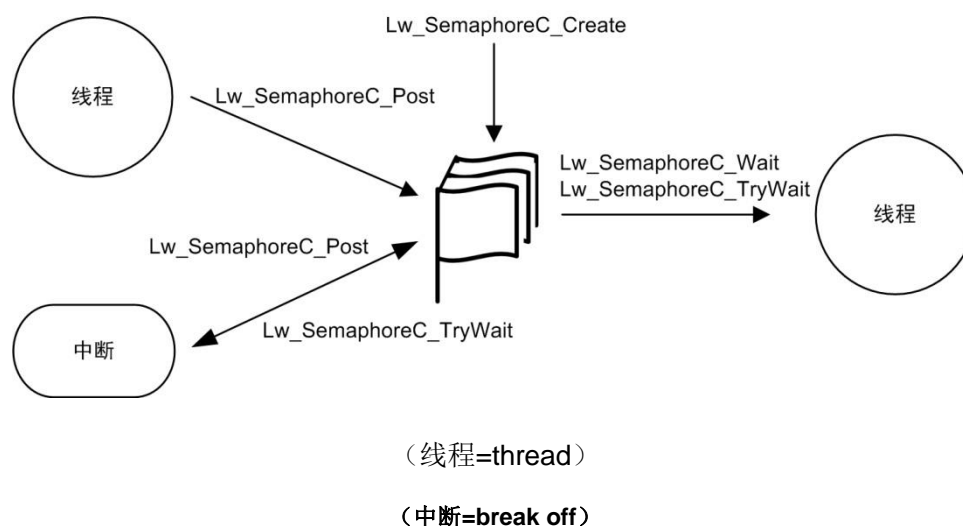 Lw_SemaphoreC_Create
线程
Lw_SemaphoreC_Post
Lw_SemaphoreC_Wait
Lw_SemaphoreC_TryWait
线程
Lw_SemaphoreC_Post
Lw_SemaphoreC_TryWait
中断
（线程=thread）
（中断=break off）